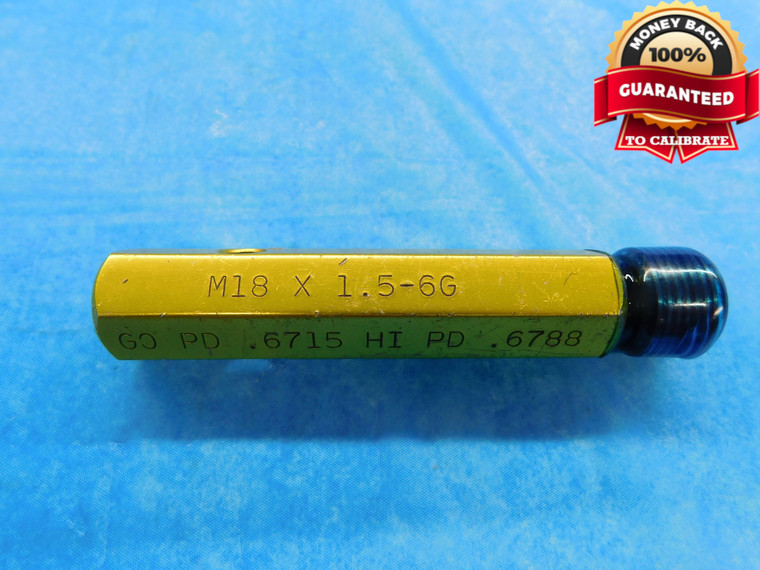 MONEY BACK
100%
GUARANTEED
TO CALIBRATE
M18 X 1.5-6G
GO PD .6715 HI PD .6788